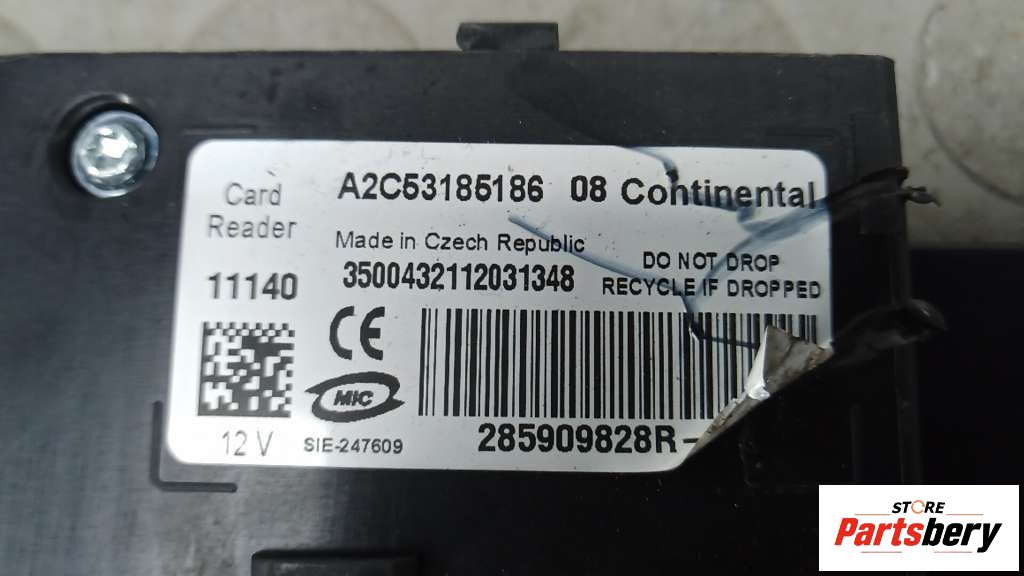 Card Reader
A2C53185186 08 Continental
Made in Czech Republic
11140
3500432112031348
DO NOT DROP
RECYCLE IF DROPPED
CE
MIC
12 V
SIE-247609
285909828R-
STORE
Partsbery